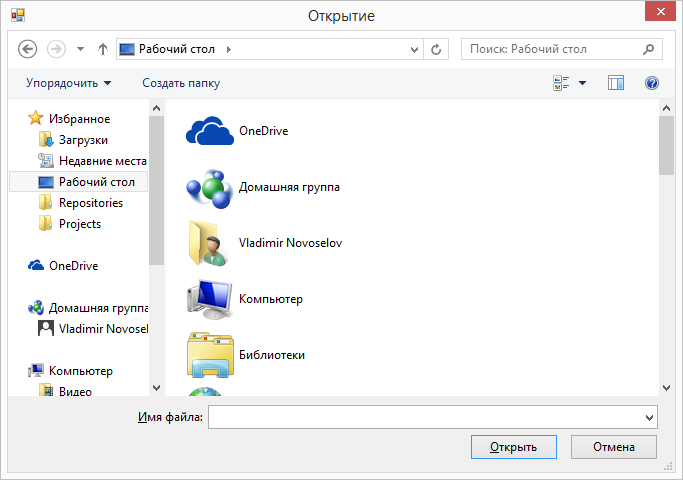 Открытие
Рабочий стол
Поиск: Рабочий стол
Упорядочить
Создать папку
Избранное
Загрузки
Недавние места
Рабочий стол
Repositories
Projects
OneDrive
Домашняя группа
Vladimir Novosel
Компьютер
Видео
OneDrive
Домашняя группа
Vladimir Novoselov
Компьютер
Библиотеки
Имя файла:
Открыть
Отмена